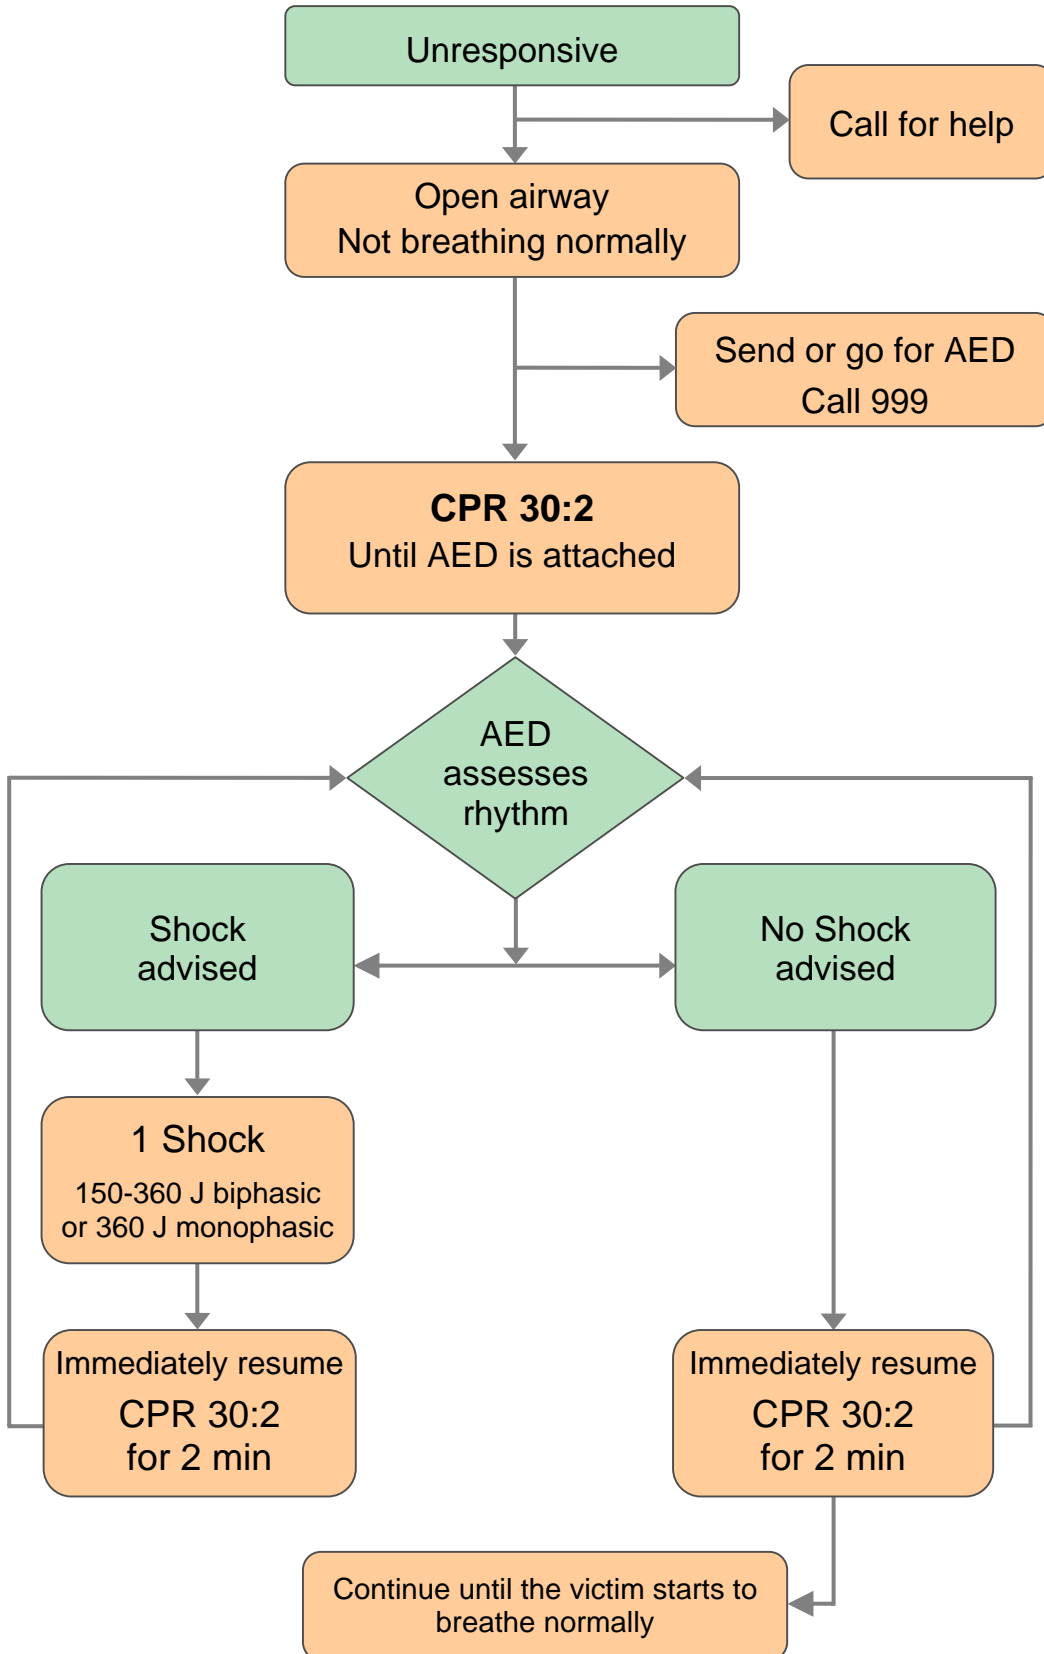 Unresponsive
Call for help
Open airway
Not breathing normally
Send or go for AED
Call 999
CPR 30:2
Until AED is attached
AED
assesses
rhythm
Shock
advised
No Shock
advised
1 Shock
150-360 J biphasic
or 360 J monophasic
Immediately resume
CPR 30:2
for 2 min
Immediately resume
CPR 30:2
for 2 min
Continue until the victim starts to
breathe normally